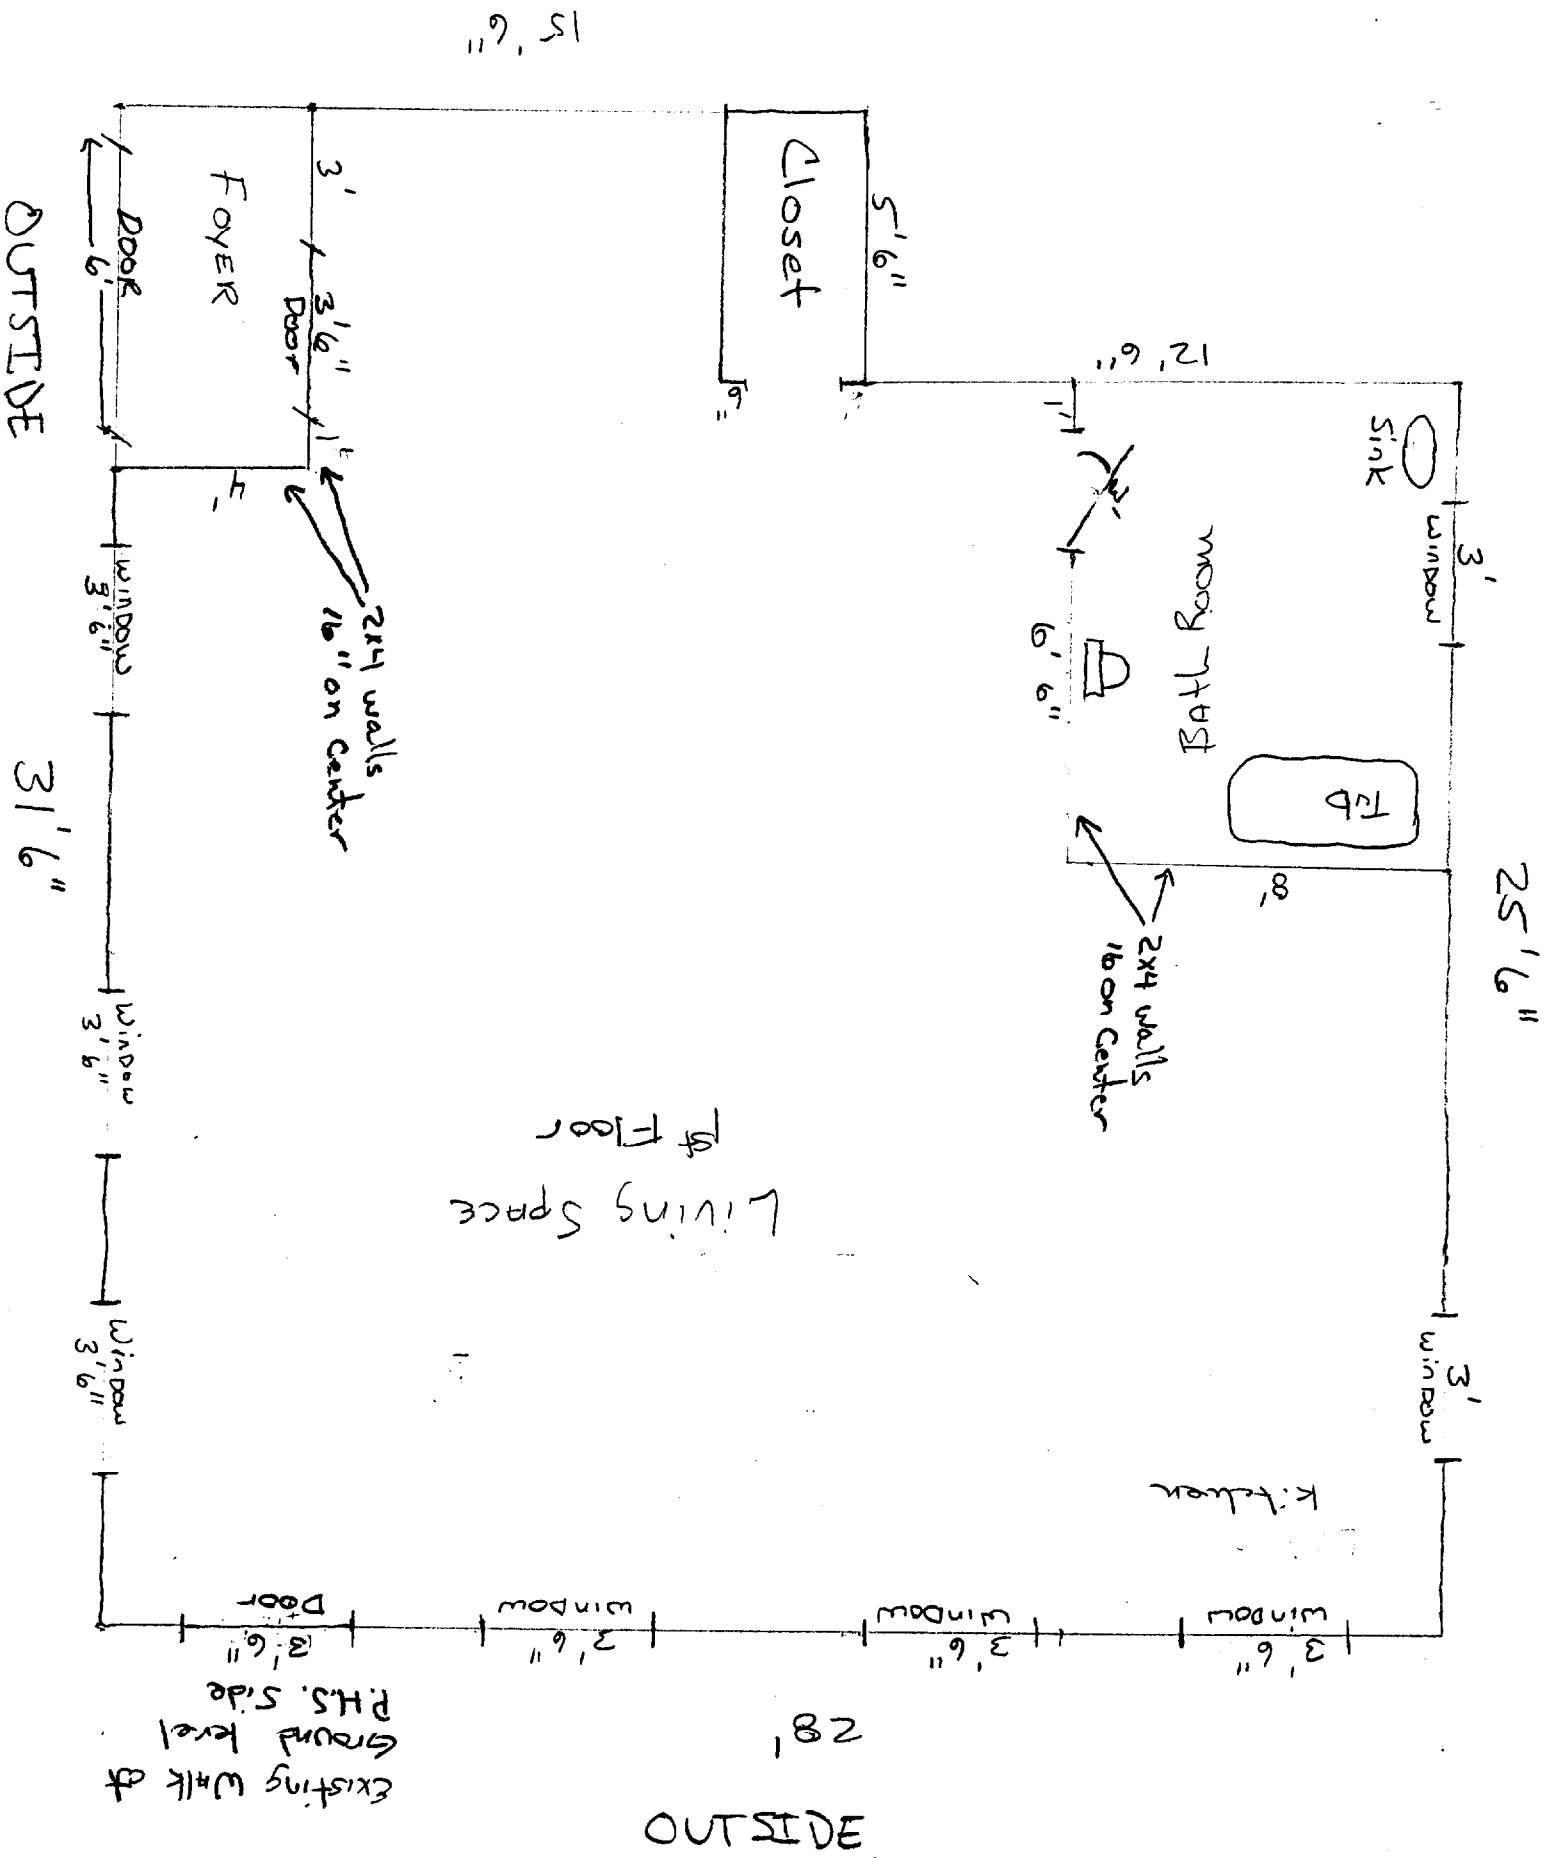 15' 6"
Closet
5'6"
6"
3'
FOYER
3'6"
Door
1'
Door
6'
4'
OUTSIDE
2x4 walls
16" on Center
12' 6"
1'
3'
Sink
3'
WINDOW
Bath Room
6' 6"
Tub
8'
2x4 walls
16 on Center
25' 6"
WINDOW
3'6"
31'6"
WINDOW
3'6"
WINDOW
3'6"
1st Floor
Living SPACE
3'
WINDOW
Kitchen
WINDOW
3'6"
WINDOW
3'6"
WINDOW
3'6"
Door
3'6"
28'
Existing Walk at
Ground level
R.H.S. Side
OUTSIDE